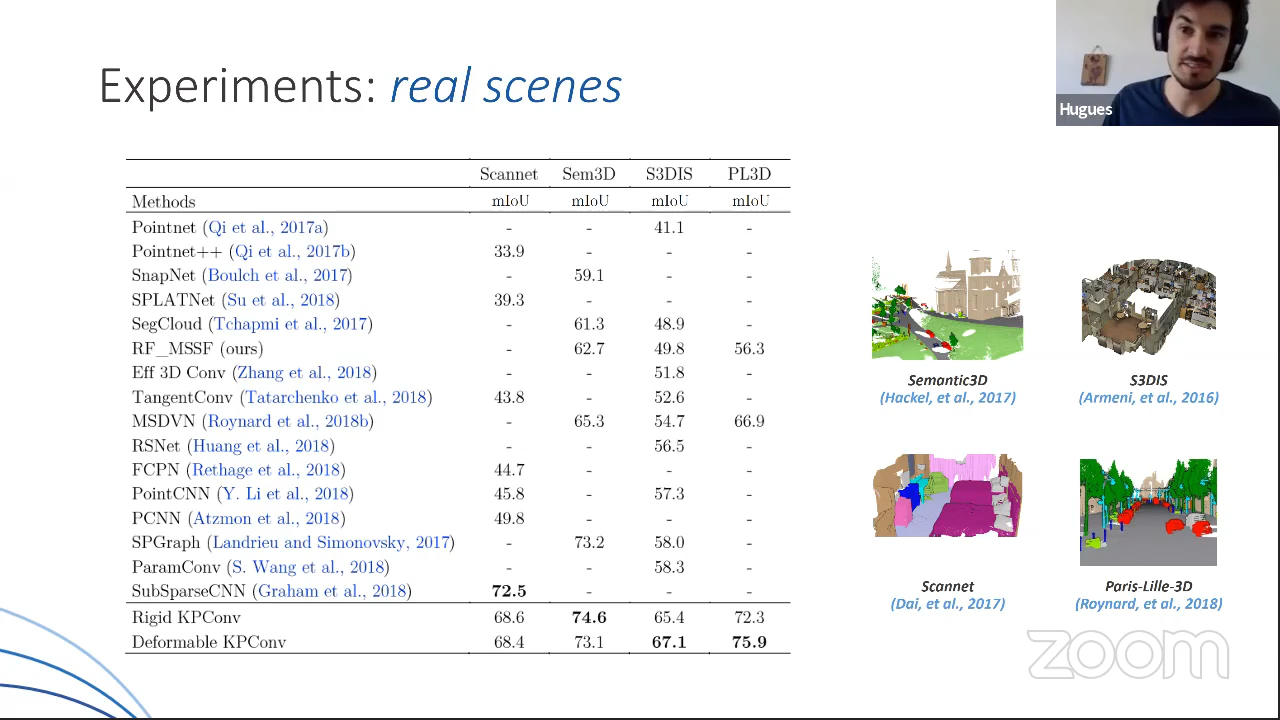 Experiments: real scenes
Hugues
Scannet Sem3D S3DIS PL3D
Methods mIoU mIoU mIoU mIoU
Pointnet (Qi et al., 2017a) - - 41.1 -
Pointnet++ (Qi et al., 2017b) 33.9 - - -
SnapNet (Boulch et al., 2017) - 59.1 - -
SPLATNet (Su et al., 2018) 39.3 - - -
SegCloud (Tchapmi et al., 2017) - 61.3 48.9 -
RF_MSSF (ours) - 62.7 49.8 56.3
Eff 3D Conv (Zhang et al., 2018) - - 51.8 -
TangentConv (Tatarchenko et al., 2018) 43.8 - 52.6 -
MSDVN (Roynard et al., 2018b) - 65.3 54.7 66.9
RSNet (Huang et al., 2018) - - 56.5 -
FCPN (Rethage et al., 2018) 44.7 - - -
PointCNN (Y. Li et al., 2018) 45.8 - 57.3 -
PCNN (Atzmon et al., 2018) 49.8 - - -
SPGraph (Landrieu and Simonovsky, 2017) - 73.2 58.0 -
ParamConv (S. Wang et al., 2018) - - 58.3 -
SubSparseCNN (Graham et al., 2018) 72.5 - - -
Rigid KPConv 68.6 74.6 65.4 72.3
Deformable KPConv 68.4 73.1 67.1 75.9
Semantic3D
(Hackel, et al., 2017)
S3DIS
(Armeni, et al., 2016)
Scannet
(Dai, et al., 2017)
Paris-Lille-3D
(Roynard, et al., 2018)
zoom